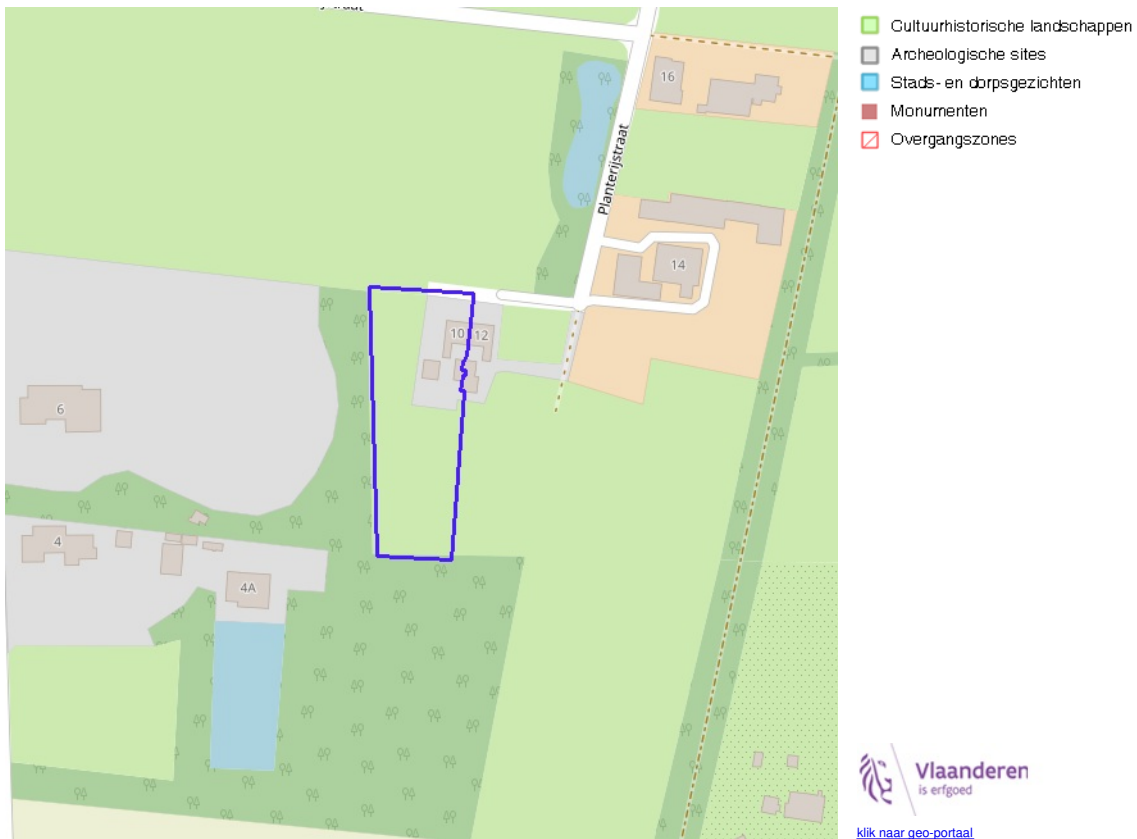 Cultuurhistorische landschappen
Archeologische sites
Stads- en dorpsgezichten
Monumenten
Overgangszones
16
Planterijstraat
14
10
12
6
4
4A
Vlaanderen
is erfgoed
klik naar geo-portaal